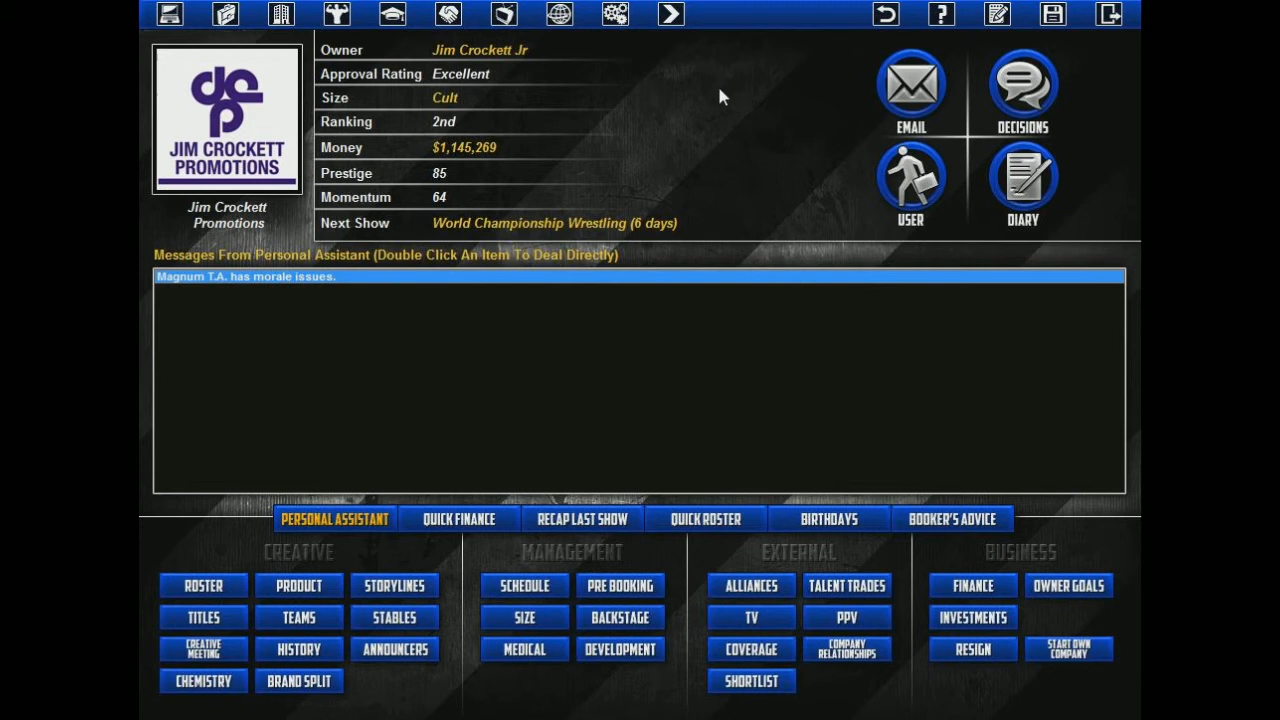 Owner Jim Crockett Jr
Approval Rating Excellent
Size Cult
Ranking 2nd
Money $1,145,269
Prestige 85
Momentum 64
Next Show World Championship Wrestling (6 days)
dcp
JIM CROCKETT
PROMOTIONS
Jim Crockett
Promotions
EMAIL DECISIONS
USER DIARY
Messages From Personal Assistant (Double Click An Item To Deal Directly)
Magnum T.A. has morale issues.
PERSONAL ASSISTANT QUICK FINANCE RECAP LAST SHOW QUICK ROSTER BIRTHDAYS BOOKER'S ADVICE
CREATIVE MANAGEMENT EXTERNAL BUSINESS
ROSTER PRODUCT STORYLINES SCHEDULE PRE BOOKING ALLIANCES TALENT TRADES FINANCE OWNER GOALS
TITLES TEAMS STABLES SIZE BACKSTAGE TV PPV INVESTMENTS
CREATIVE MEETING HISTORY ANNOUNCERS MEDICAL DEVELOPMENT COVERAGE COMPANY RELATIONSHIPS RESIGN START OWN COMPANY
CHEMISTRY BRAND SPLIT SHORTLIST